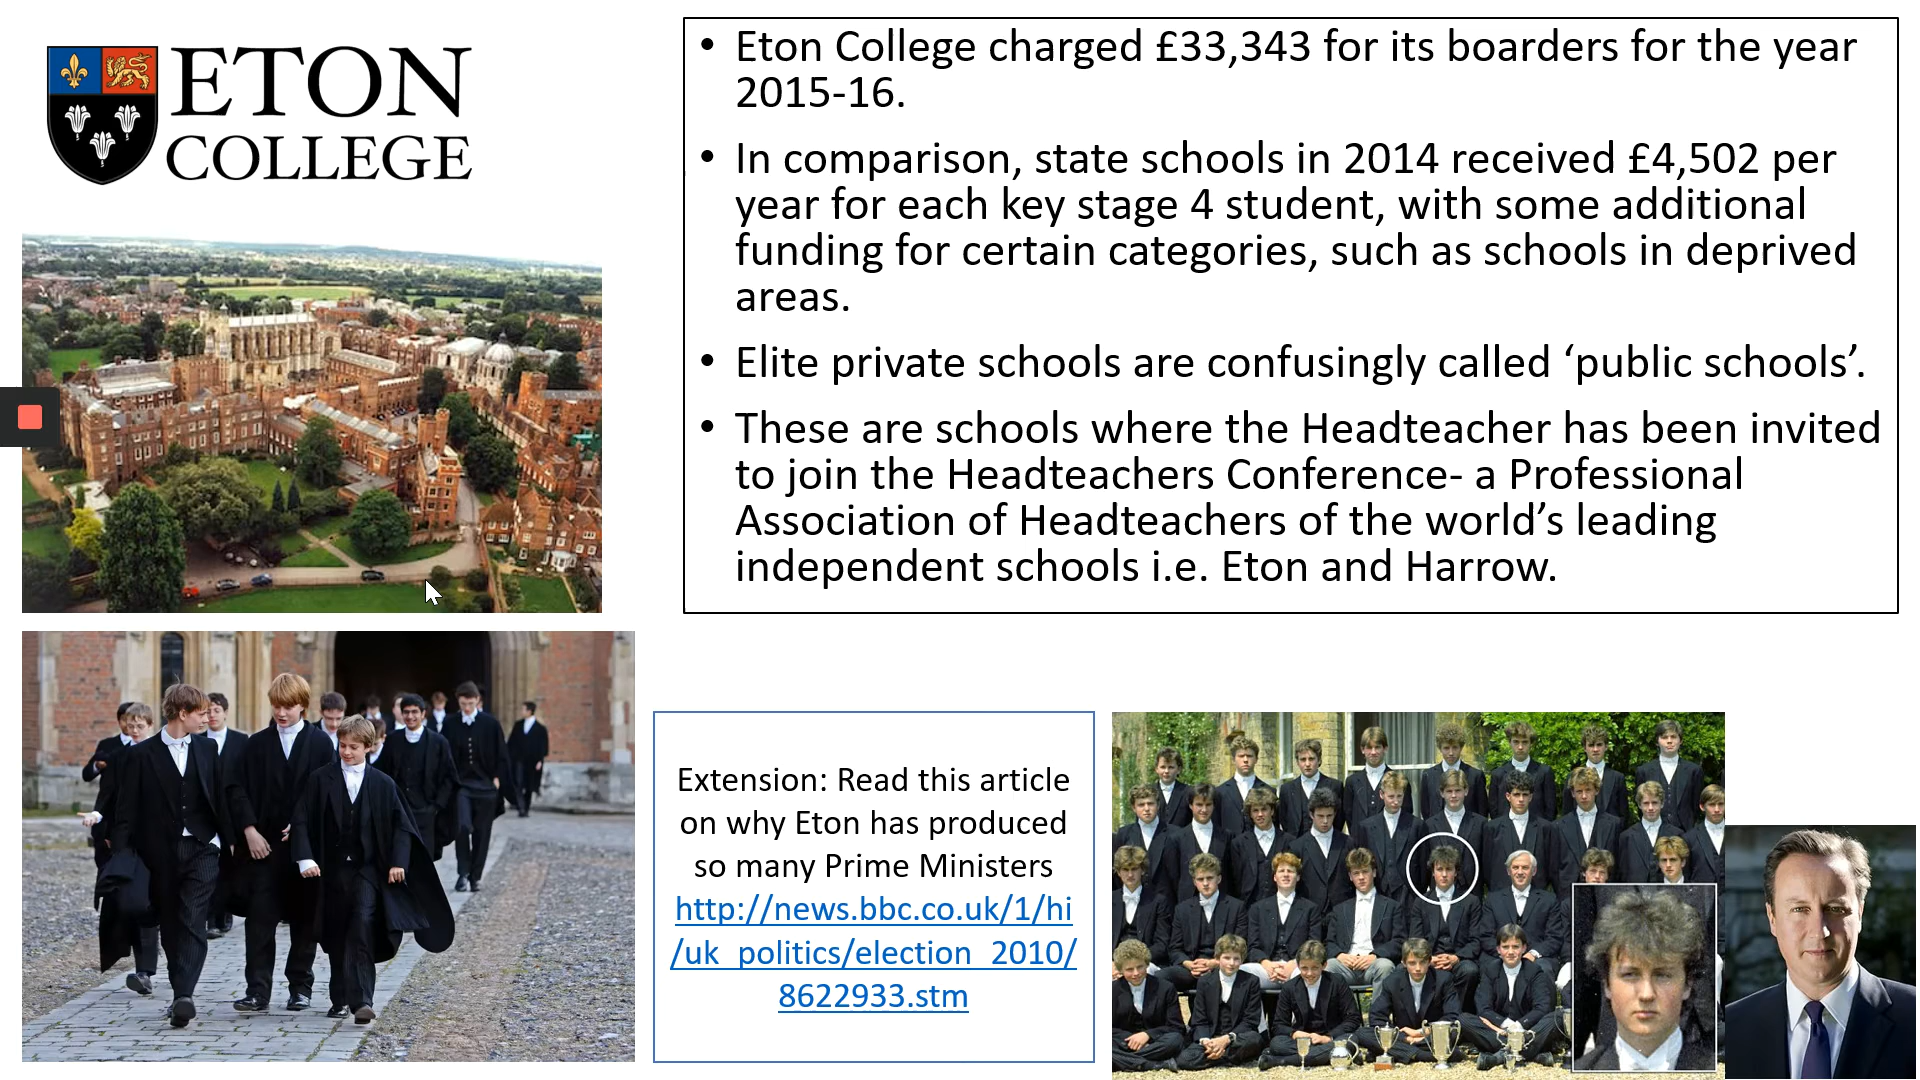 ETON
COLLEGE
• Eton College charged £33,343 for its boarders for the year
2015-16.
• In comparison, state schools in 2014 received £4,502 per
year for each key stage 4 student, with some additional
funding for certain categories, such as schools in deprived
areas.
• Elite private schools are confusingly called ‘public schools’.
• These are schools where the Headteacher has been invited
to join the Headteachers Conference- a Professional
Association of Headteachers of the world’s leading
independent schools i.e. Eton and Harrow.
Extension: Read this article
on why Eton has produced
so many Prime Ministers
http://news.bbc.co.uk/1/hi
/uk_politics/election_2010/
8622933.stm